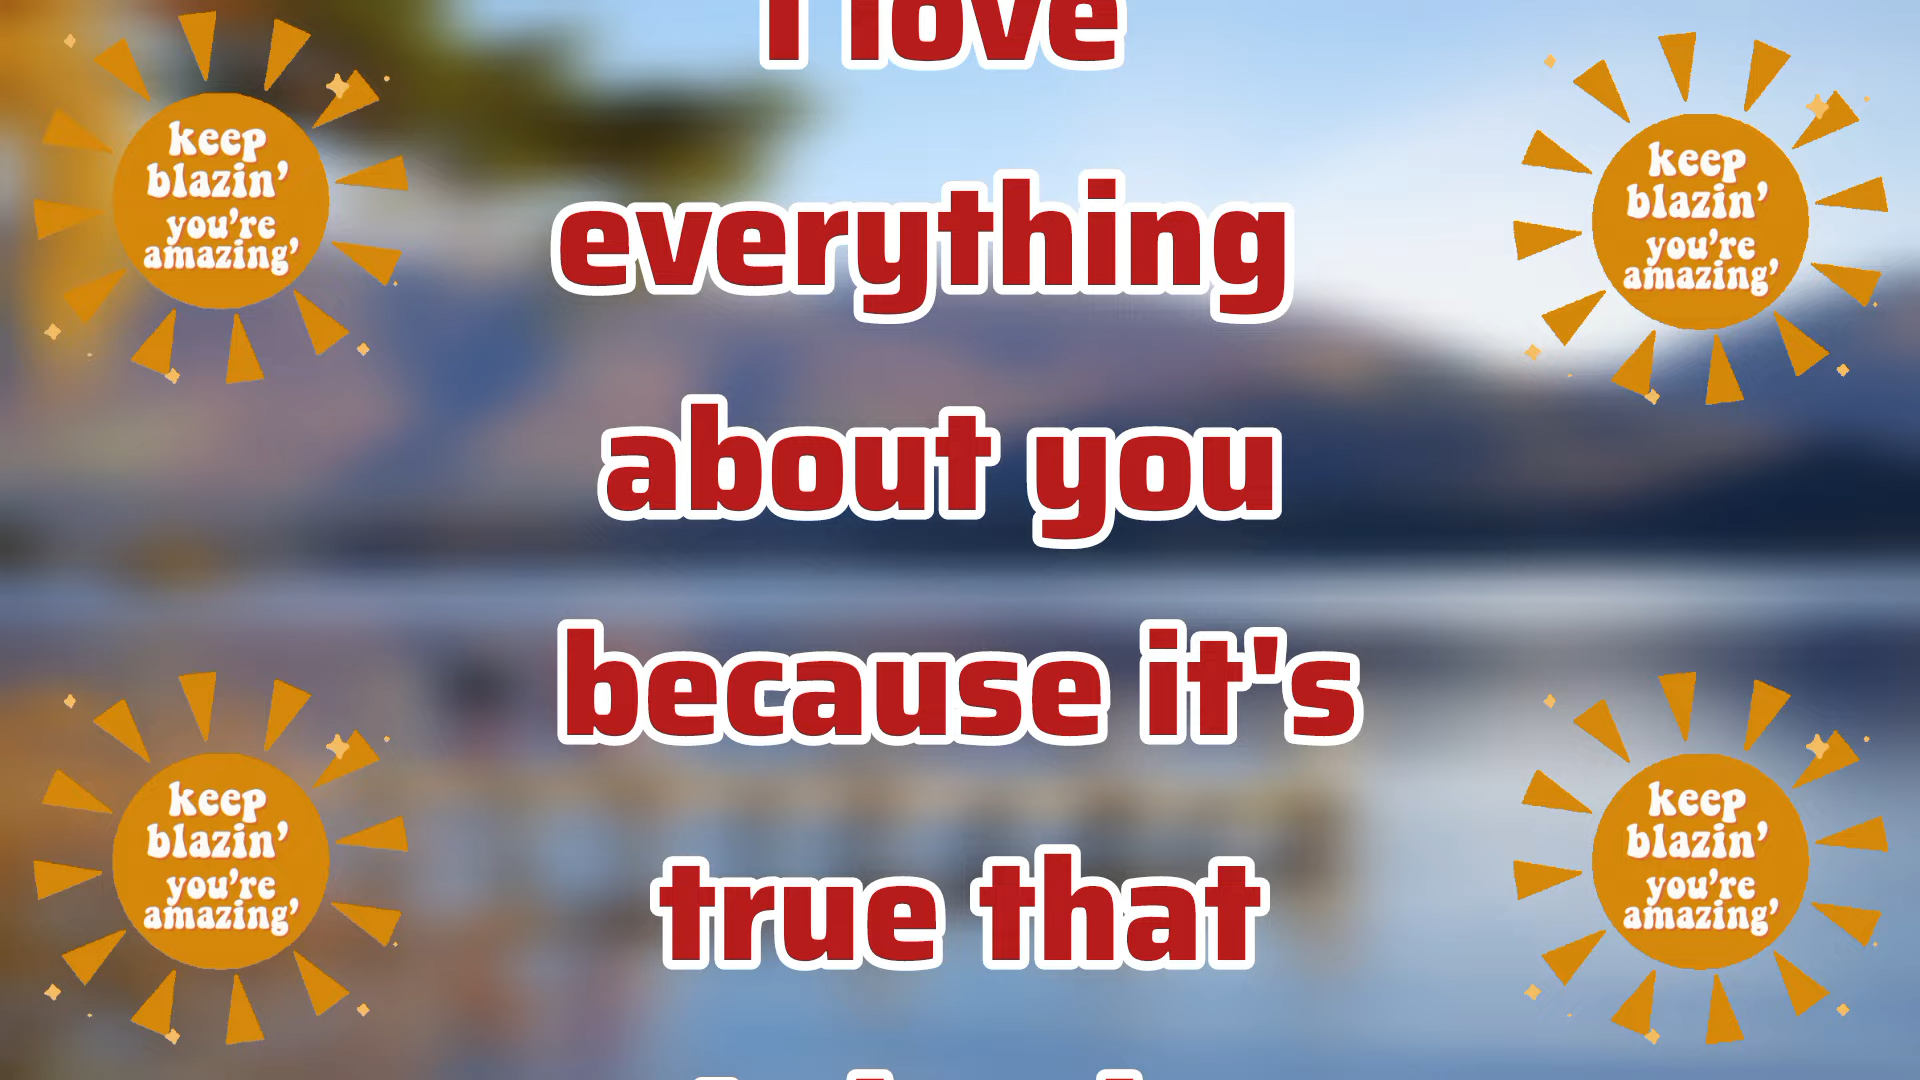 I love
everything
about you
because it's
true that
keep
blazin'
you're
amazing'
keep
blazin'
you're
amazing'
keep
blazin'
you're
amazing'
keep
blazin'
you're
amazing'